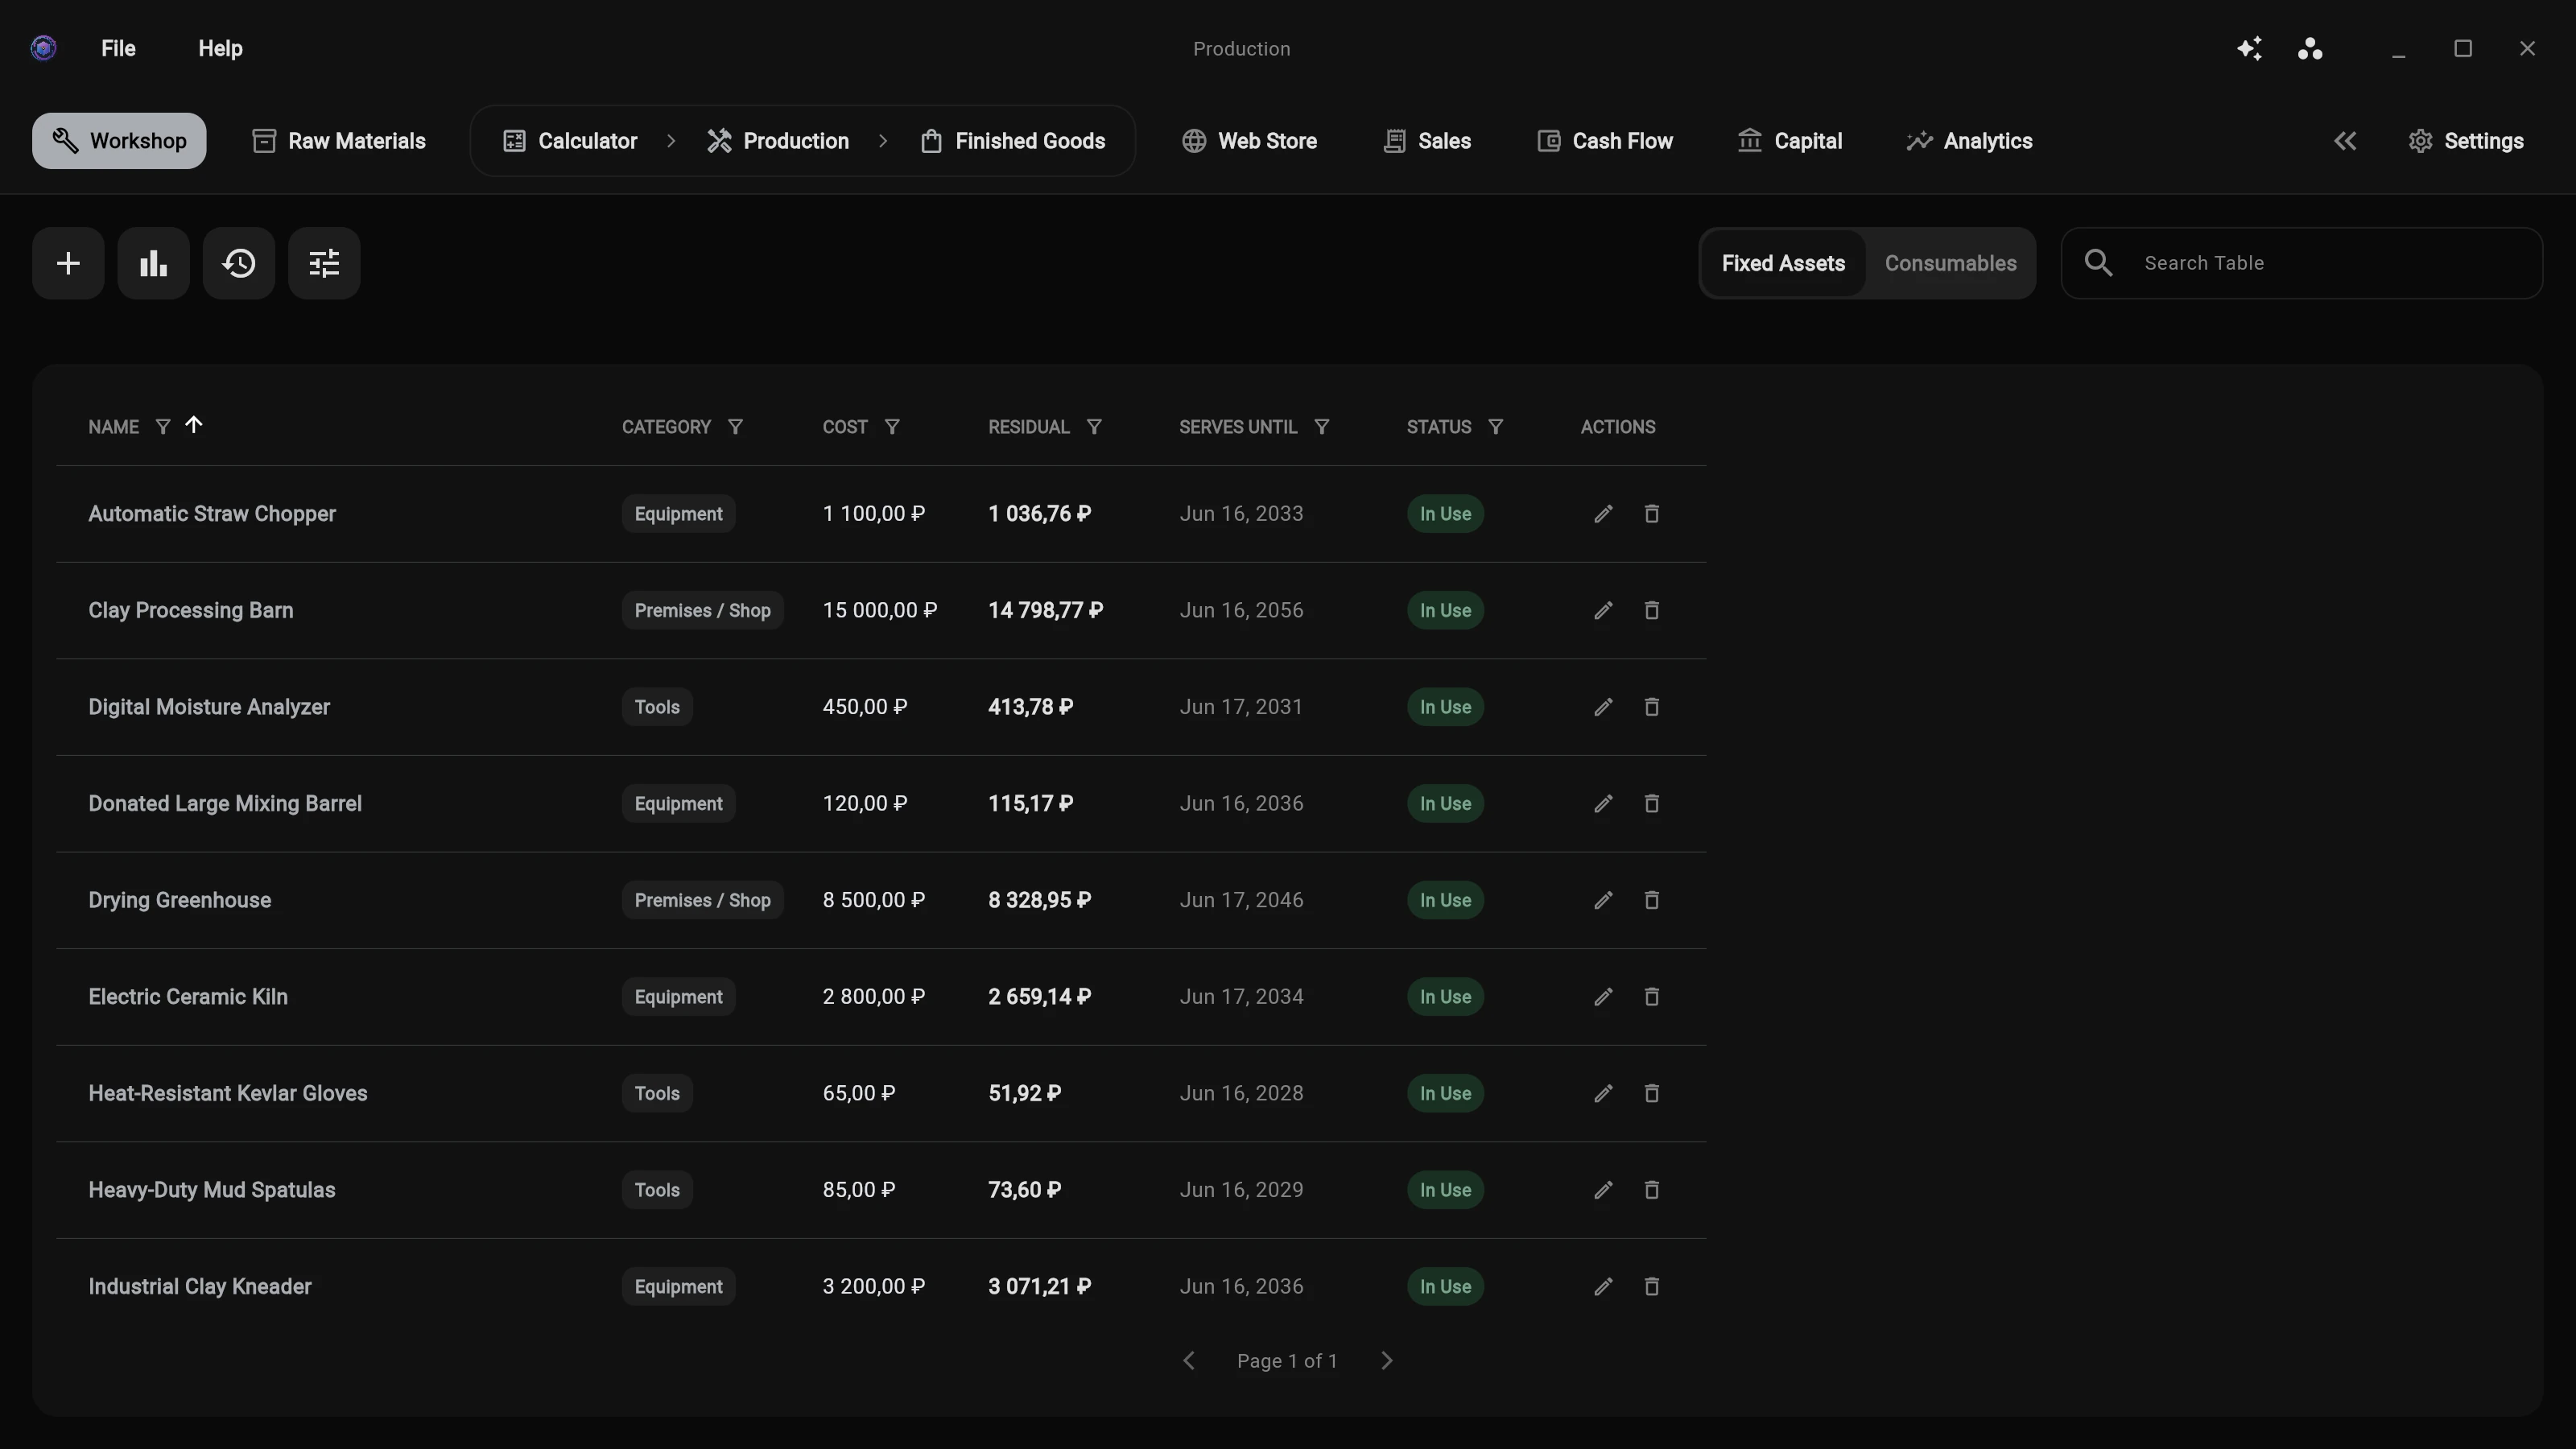 File Help Production
Workshop Raw Materials Calculator Production Finished Goods Web Store Sales Cash Flow Capital Analytics Settings
Fixed Assets Consumables Search Table
NAME CATEGORY COST RESIDUAL SERVES UNTIL STATUS ACTIONS
Automatic Straw Chopper Equipment 1 100,00 ₽ 1 036,76 ₽ Jun 16, 2033 In Use
Clay Processing Barn Premises / Shop 15 000,00 ₽ 14 798,77 ₽ Jun 16, 2056 In Use
Digital Moisture Analyzer Tools 450,00 ₽ 413,78 ₽ Jun 17, 2031 In Use
Donated Large Mixing Barrel Equipment 120,00 ₽ 115,17 ₽ Jun 16, 2036 In Use
Drying Greenhouse Premises / Shop 8 500,00 ₽ 8 328,95 ₽ Jun 17, 2046 In Use
Electric Ceramic Kiln Equipment 2 800,00 ₽ 2 659,14 ₽ Jun 17, 2034 In Use
Heat-Resistant Kevlar Gloves Tools 65,00 ₽ 51,92 ₽ Jun 16, 2028 In Use
Heavy-Duty Mud Spatulas Tools 85,00 ₽ 73,60 ₽ Jun 16, 2029 In Use
Industrial Clay Kneader Equipment 3 200,00 ₽ 3 071,21 ₽ Jun 16, 2036 In Use
Page 1 of 1